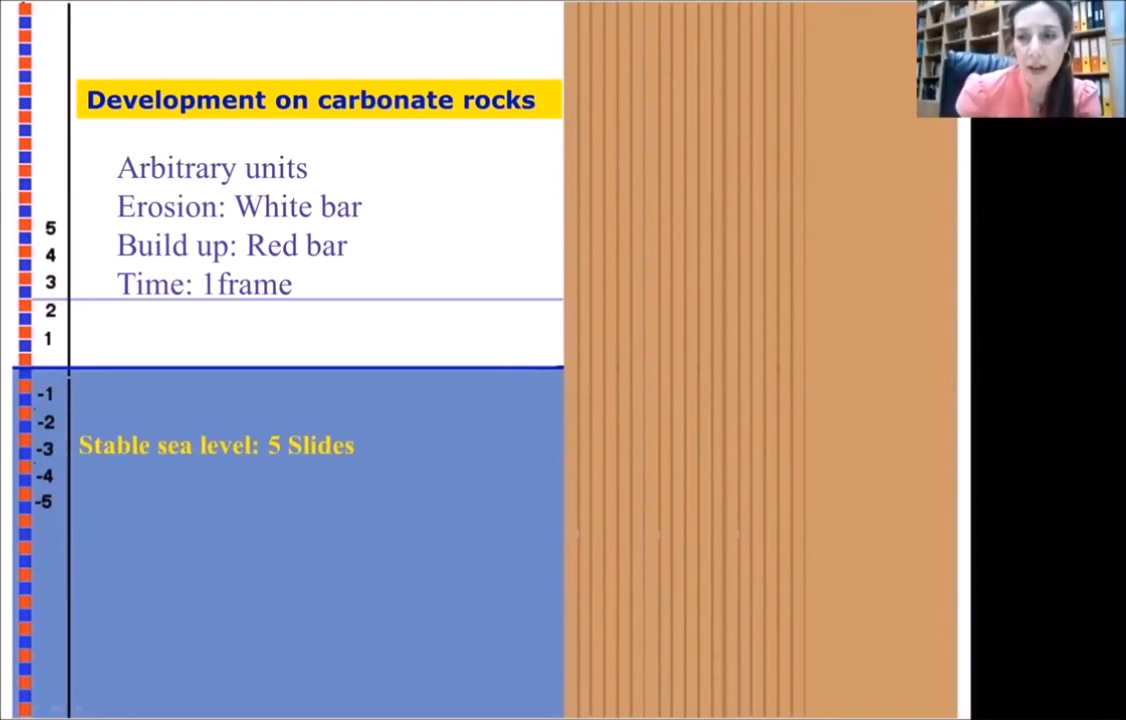 Development on carbonate rocks
Arbitrary units
Erosion: White bar
Build up: Red bar
Time: 1frame
5
4
3
2
1
-1
-2
-3
-4
-5
Stable sea level: 5 Slides